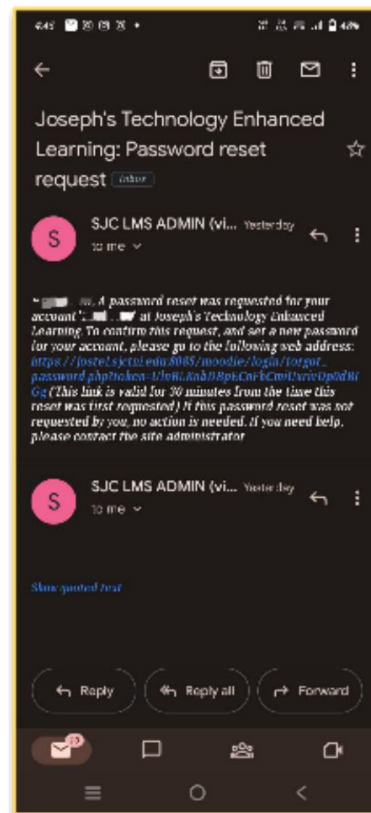 4:45
48%
Joseph's Technology Enhanced
Learning: Password reset
request Inbox
S
SJC LMS ADMIN (vi... Yesterday
to me
A password reset was requested for your
account at Joseph's Technology Enhanced
Learning. To confirm this request, and set a new password
for your account, please go to the following web address:
(This link is valid for 30 minutes from the time this
reset was first requested) If this password reset was not
requested by you, no action is needed. If you need help,
please contact the site administrator
S
SJC LMS ADMIN (vi... Yesterday
to me
Show quoted text
Reply
Reply all
Forward